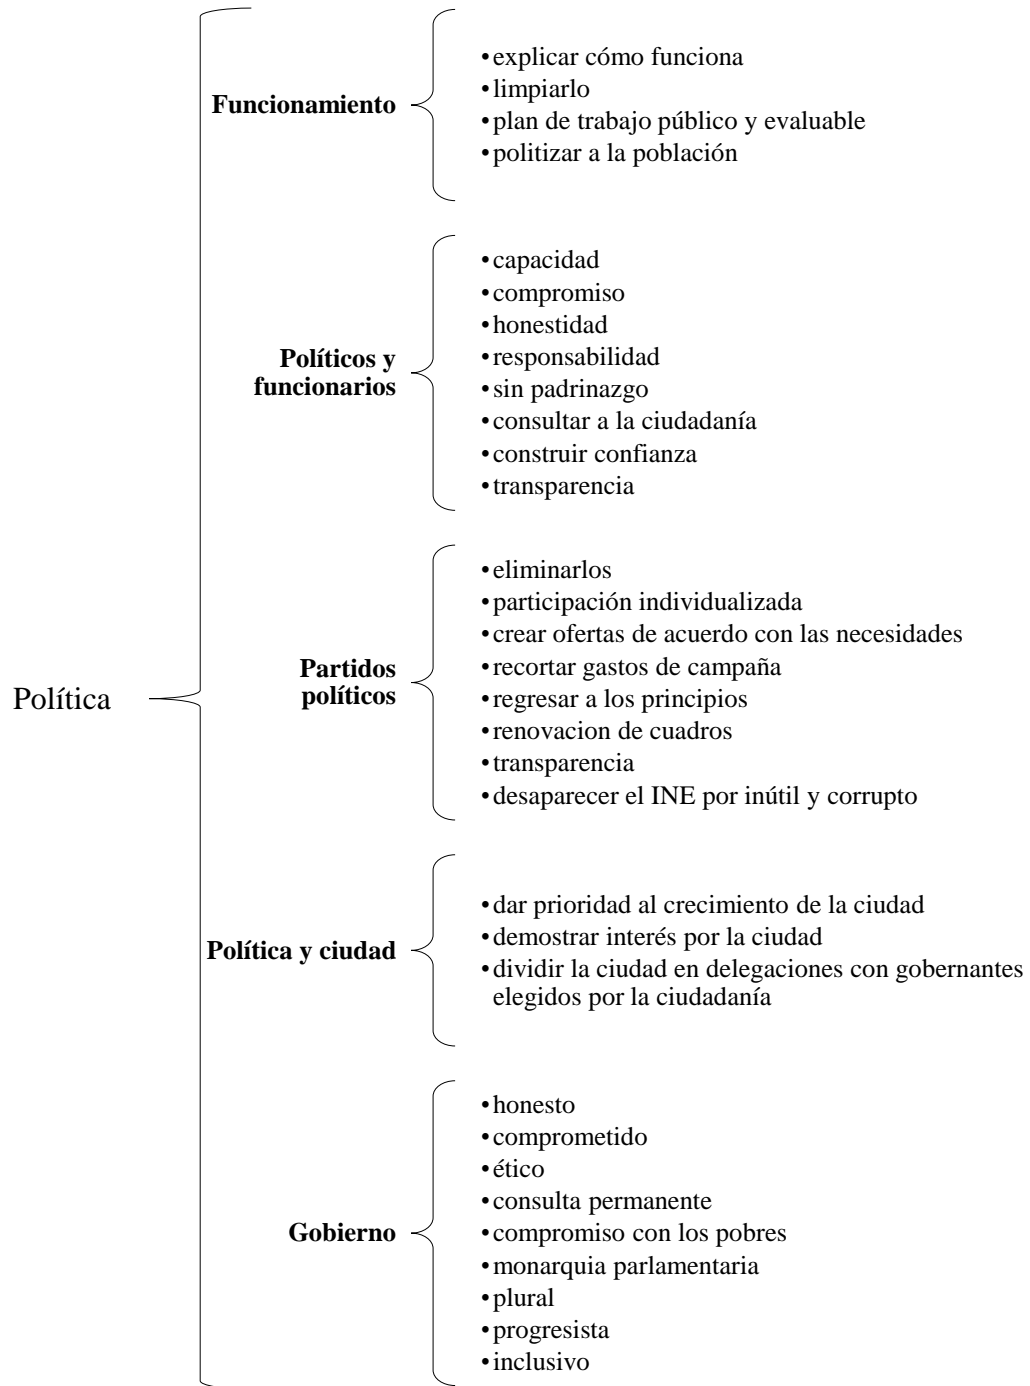 Política
Funcionamiento
•explicar cómo funciona
•limpiarlo
•plan de trabajo público y evaluable
•politizar a la población
Políticos y
funcionarios
•capacidad
•compromiso
•honestidad
•responsabilidad
•sin padrinazgo
•consultar a la ciudadanía
•construir confianza
•transparencia
Partidos
políticos
•eliminarlos
•participación individualizada
•crear ofertas de acuerdo con las necesidades
•recortar gastos de campaña
•regresar a los principios
•renovacion de cuadros
•transparencia
•desaparecer el INE por inútil y corrupto
Política y ciudad
•dar prioridad al crecimiento de la ciudad
•demostrar interés por la ciudad
•dividir la ciudad en delegaciones con gobernantes
elegidos por la ciudadanía
Gobierno
•honesto
•comprometido
•ético
•consulta permanente
•compromiso con los pobres
•monarquia parlamentaria
•plural
•progresista
•inclusivo